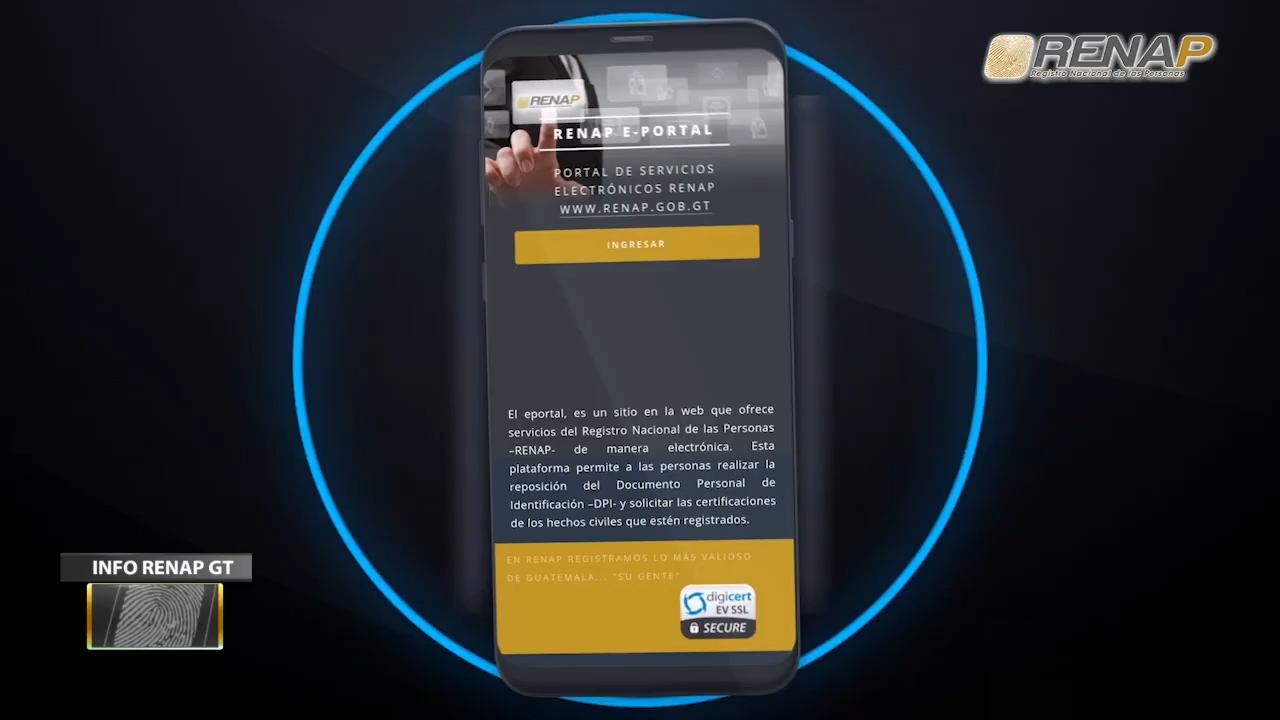 RENAP
Registro Nacional de las Personas
RENAP
RENAP E-PORTAL
PORTAL DE SERVICIOS
ELECTRÓNICOS RENAP
WWW.RENAP.GOB.GT
INGRESAR
El eportal, es un sitio en la web que ofrece
servicios del Registro Nacional de las Personas
–RENAP- de manera electrónica. Esta
plataforma permite a las personas realizar la
reposición del Documento Personal de
Identificación –DPI- y solicitar las certificaciones
de los hechos civiles que estén registrados.
EN RENAP REGISTRAMOS LO MÁS VALIOSO
DE GUATEMALA... "SU GENTE"
digicert
EV SSL
SECURE
INFO RENAP GT